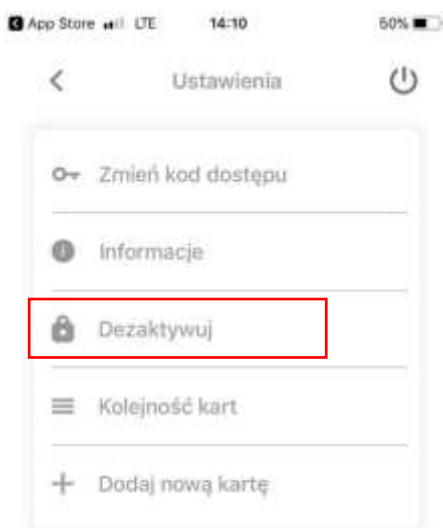 App Store LTE 14:10 50%
Ustawienia
Zmień kod dostępu
Informacje
Dezaktywuj
Kolejność kart
Dodaj nową kartę